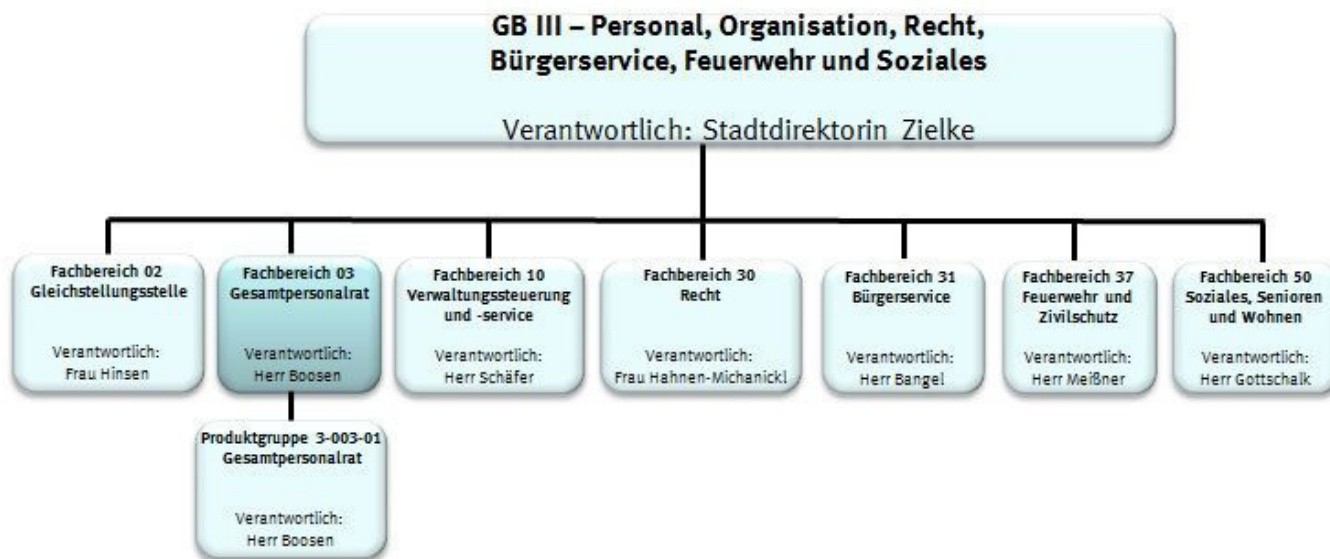 GB III – Personal, Organisation, Recht,
Bürgerservice, Feuerwehr und Soziales
Verantwortlich: Stadtdirektorin Zielke
Fachbereich 02
Gleichstellungsstelle
Verantwortlich:
Frau Hinsen
Fachbereich 03
Gesamtpersonalrat
Verantwortlich:
Herr Boosen
Fachbereich 10
Verwaltungssteuerung
und -service
Verantwortlich:
Herr Schäfer
Fachbereich 30
Recht
Verantwortlich:
Frau Hahnen-Michanickl
Fachbereich 31
Bürgerservice
Verantwortlich:
Herr Bangel
Fachbereich 37
Feuerwehr und
Zivilschutz
Verantwortlich:
Herr Meißner
Fachbereich 50
Soziales, Senioren
und Wohnen
Verantwortlich:
Herr Gottschalk
Produktgruppe 3-003-01
Gesamtpersonalrat
Verantwortlich:
Herr Boosen